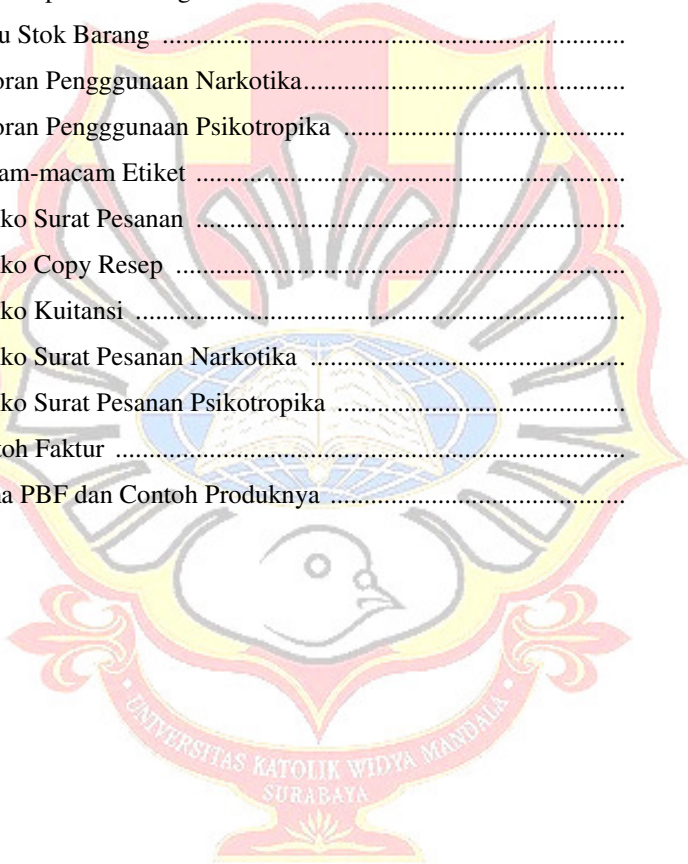 u Stok Barang ................................................................................
oran Pengggunaan Narkotika........................................................
oran Pengggunaan Psikotropika .................................................
am-macam Etiket ..........................................................................
ko Surat Pesanan ..........................................................................
ko Copy Resep ..............................................................................
ko Kuitansi .....................................................................................
ko Surat Pesanan Narkotika .......................................................
ko Surat Pesanan Psikotropika ..................................................
toh Faktur ........................................................................................
a PBF dan Contoh Produknya ...................................................
UNIVERSITAS KATOLIK WIDYA MANDALA
SURABAYA